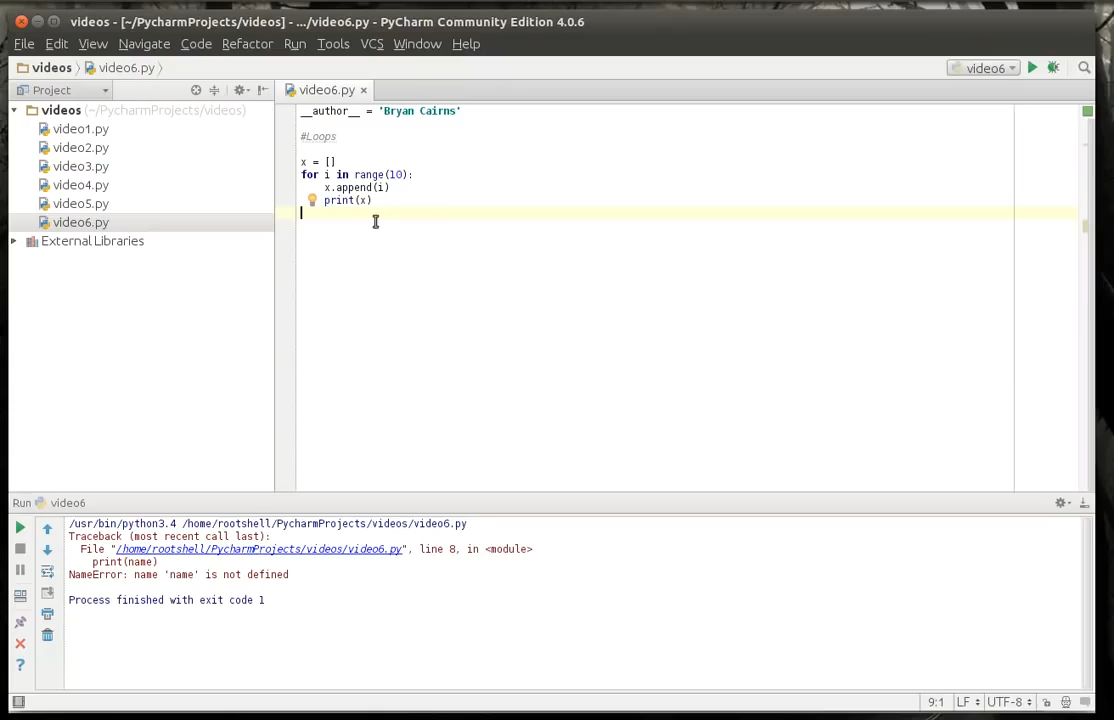 videos - [~/PycharmProjects/videos] - .../video6.py - PyCharm Community Edition 4.0.6
File Edit View Navigate Code Refactor Run Tools VCS Window Help
videos video6.py
video6
Project
video6.py
videos (~/PycharmProjects/videos)
video1.py
video2.py
video3.py
video4.py
video5.py
video6.py
External Libraries
__author__ = 'Bryan Cairns'
#Loops
x = []
for i in range(10):
x.append(i)
print(x)
Run video6
/usr/bin/python3.4 /home/rootshell/PycharmProjects/videos/video6.py
Traceback (most recent call last):
File "/home/rootshell/PycharmProjects/videos/video6.py", line 8, in <module>
print(name)
NameError: name 'name' is not defined
Process finished with exit code 1
9:1 LF UTF-8